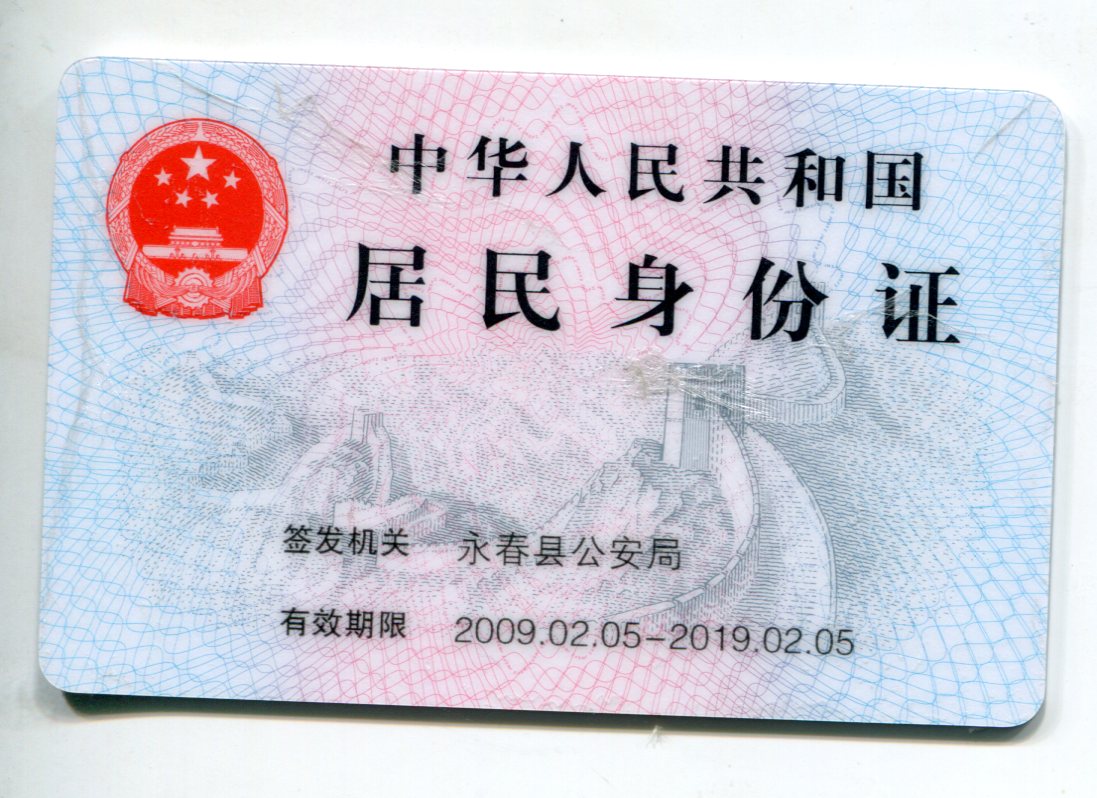 中华人民共和国
居民身份证
签发机关 永春县公安局
有效期限 2009.02.05-2019.02.05